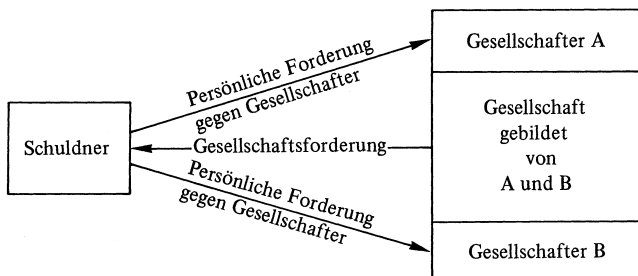 Gesellschafter A
Persönliche Forderung
gegen Gesellschafter
Schuldner
Gesellschaftsforderung
Gesellschaft
gebildet
von
A und B
Persönliche Forderung
gegen Gesellschafter
Gesellschafter B